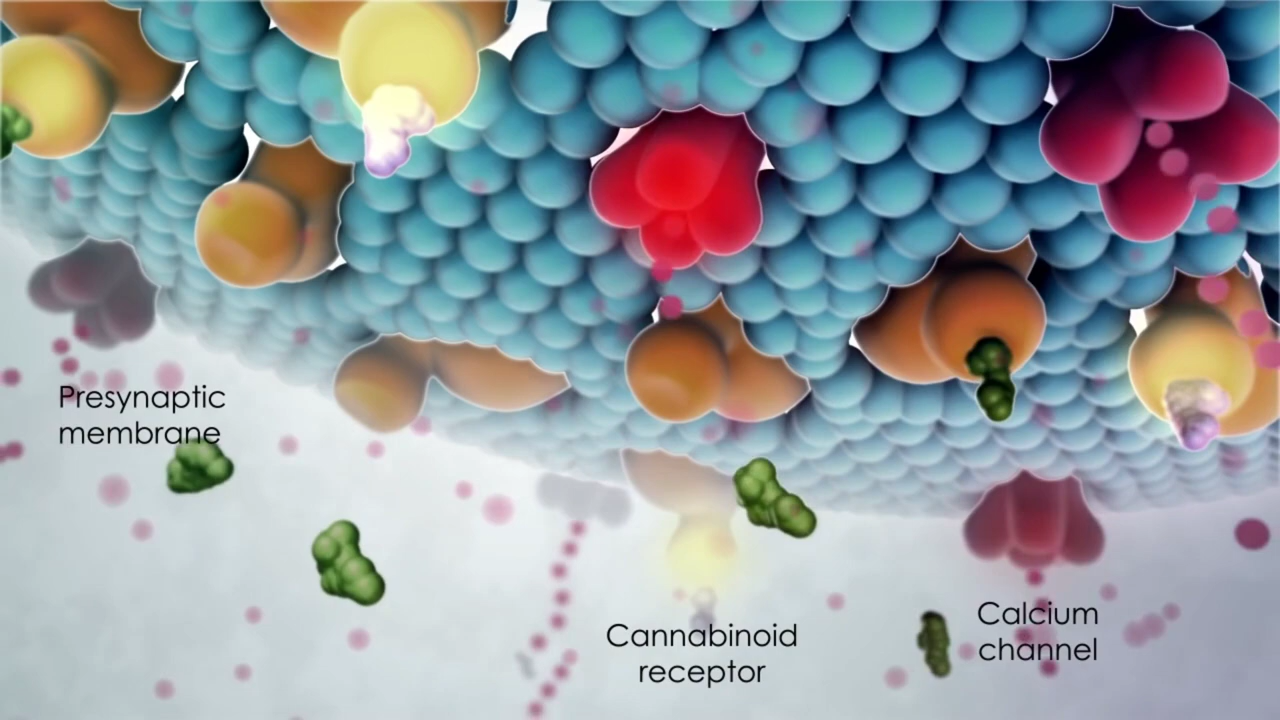 Presynaptic
membrane
Cannabinoid
receptor
Calcium
channel